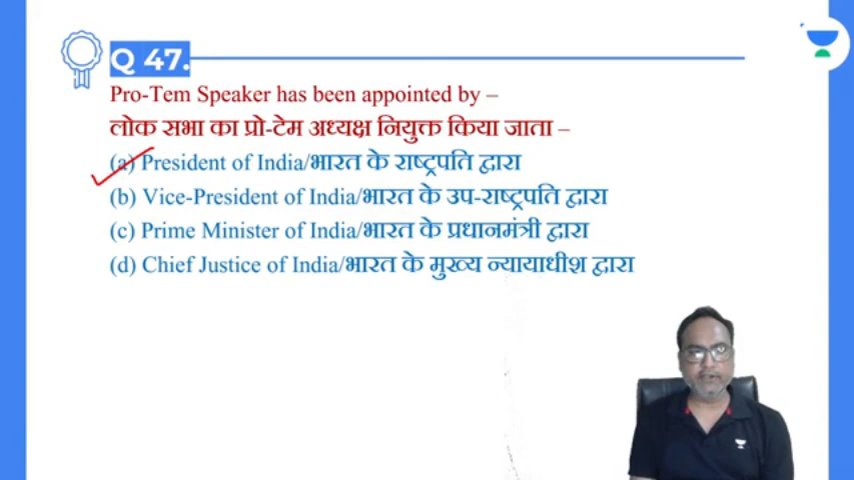 Q 47.
Pro-Tem Speaker has been appointed by –
लोक सभा का प्रो-टेम अध्यक्ष नियुक्त किया जाता –
(a) President of India/भारत के राष्ट्रपति द्वारा
(b) Vice-President of India/भारत के उप-राष्ट्रपति द्वारा
(c) Prime Minister of India/भारत के प्रधानमंत्री द्वारा
(d) Chief Justice of India/भारत के मुख्य न्यायाधीश द्वारा